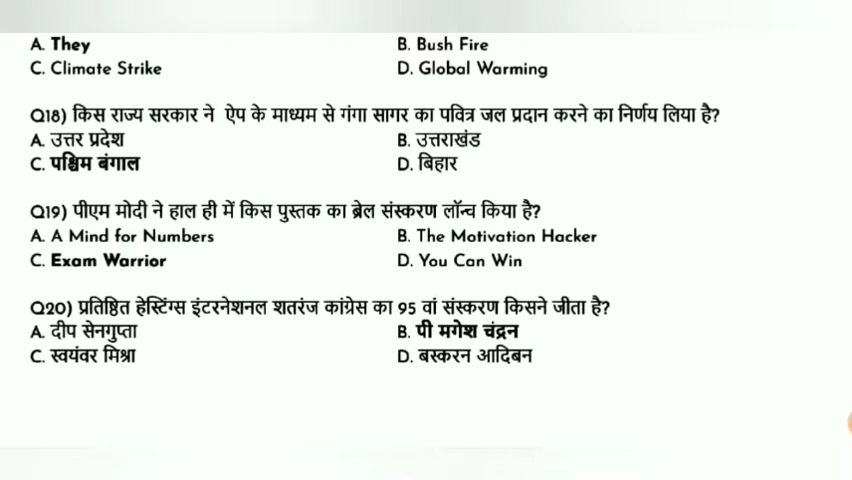 A. They B. Bush Fire
C. Climate Strike D. Global Warming
Q18) किस राज्य सरकार ने ऐप के माध्यम से गंगा सागर का पवित्र जल प्रदान करने का निर्णय लिया है?
A. उत्तर प्रदेश B. उत्तराखंड
C. पश्चिम बंगाल D. बिहार
Q19) पीएम मोदी ने हाल ही में किस पुस्तक का ब्रेल संस्करण लॉन्च किया है?
A. A Mind for Numbers B. The Motivation Hacker
C. Exam Warrior D. You Can Win
Q20) प्रतिष्ठित हेस्टिंग्स इंटरनेशनल शतरंज कांग्रेस का 95 वां संस्करण किसने जीता है?
A. दीप सेनगुप्ता B. पी मगेश चंद्रन
C. स्वयंवर मिश्रा D. बस्करन आदिबन